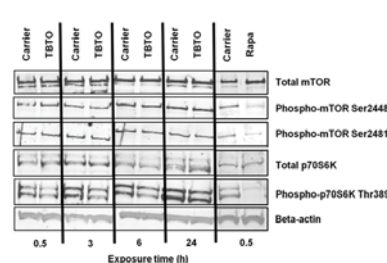 Carrier TBTO Carrier TBTO Carrier TBTO Carrier TBTO Carrier Rapa
Total mTOR
Phospho-mTOR Ser2448
Phospho-mTOR Ser2481
Total p70S6K
Phospho-p70S6K Thr389
Beta-actin
0.5 3 6 24 0.5
Exposure time (h)